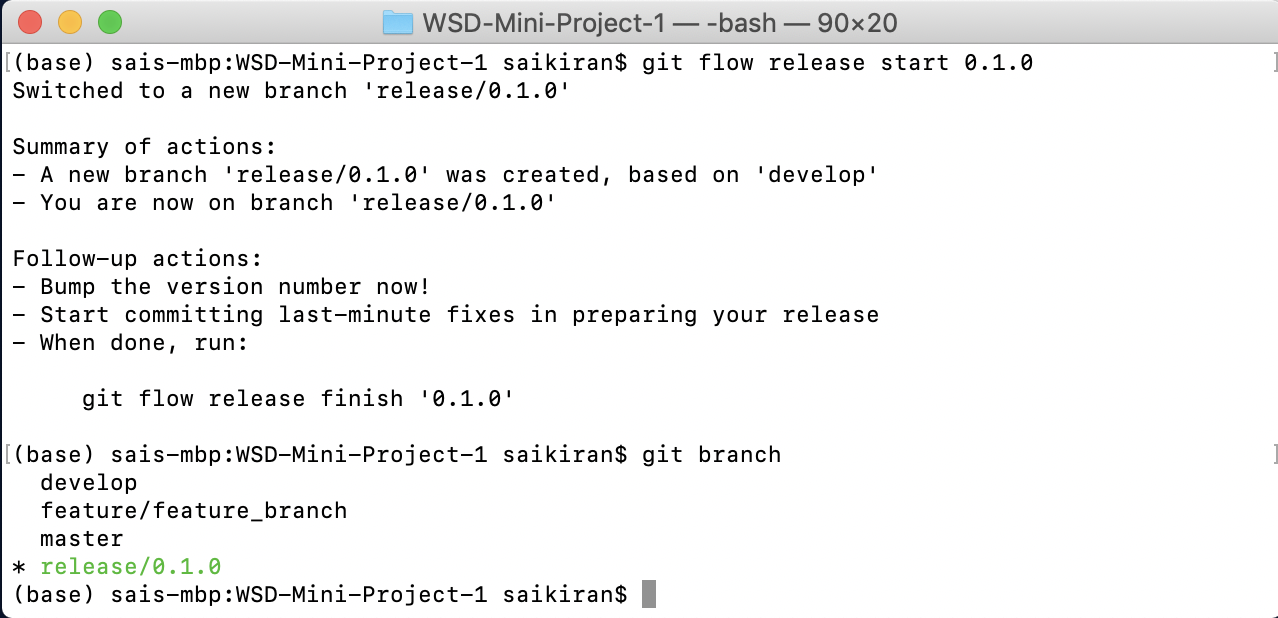 WSD-Mini-Project-1 — -bash — 90×20
[(base) sais-mbp:WSD-Mini-Project-1 saikiran$ git flow release start 0.1.0 ]
Switched to a new branch 'release/0.1.0'
Summary of actions:
- A new branch 'release/0.1.0' was created, based on 'develop'
- You are now on branch 'release/0.1.0'
Follow-up actions:
- Bump the version number now!
- Start committing last-minute fixes in preparing your release
- When done, run:
git flow release finish '0.1.0'
[(base) sais-mbp:WSD-Mini-Project-1 saikiran$ git branch ]
develop
feature/feature_branch
master
* release/0.1.0
(base) sais-mbp:WSD-Mini-Project-1 saikiran$